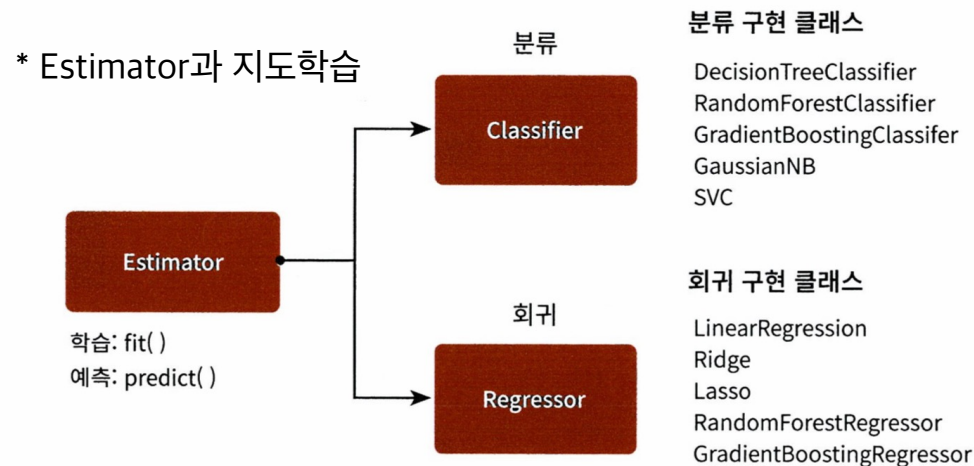 * Estimator과 지도학습
Estimator
학습: fit( )
예측: predict( )
분류
Classifier
분류 구현 클래스
DecisionTreeClassifier
RandomForestClassifier
GradientBoostingClassifer
GaussianNB
SVC
회귀
Regressor
회귀 구현 클래스
LinearRegression
Ridge
Lasso
RandomForestRegressor
GradientBoostingRegressor